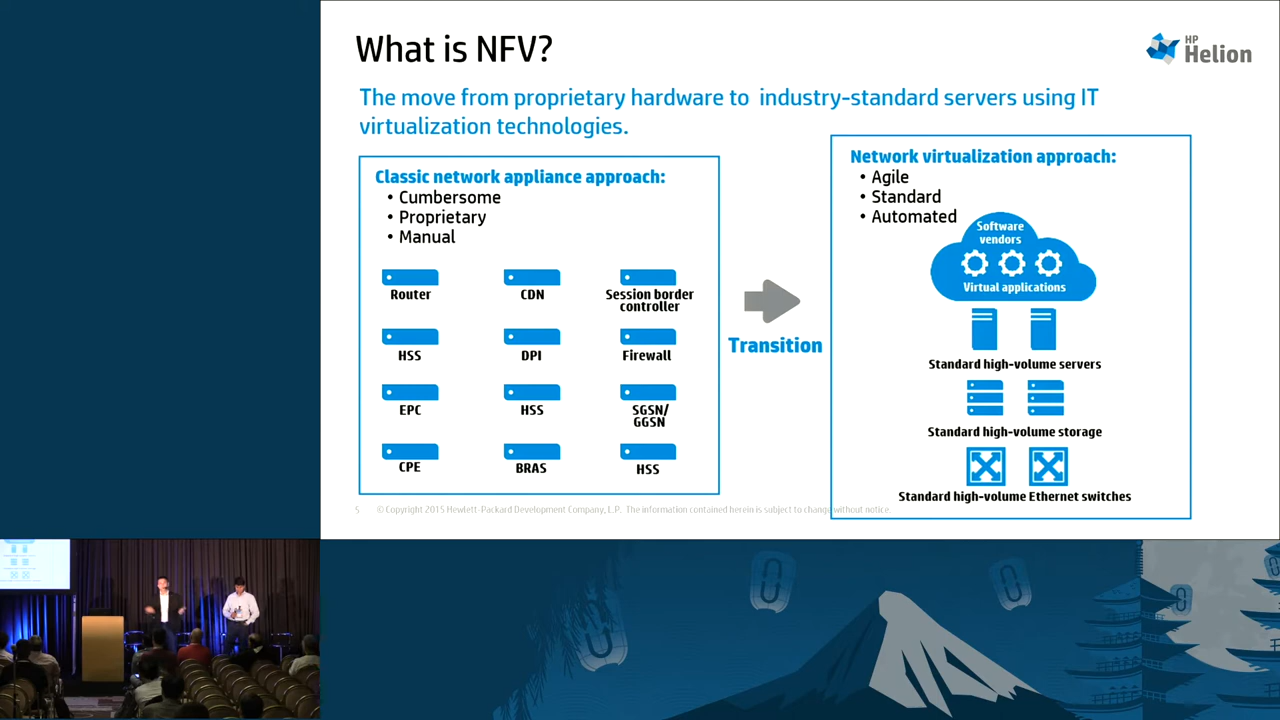 What is NFV?
HP
Helion
The move from proprietary hardware to industry-standard servers using IT
virtualization technologies.
Classic network appliance approach:
• Cumbersome
• Proprietary
• Manual
Router
CDN
Session border
controller
HSS
DPI
Firewall
EPC
HSS
SGSN/
GGSN
CPE
BRAS
HSS
Transition
Network virtualization approach:
• Agile
• Standard
• Automated
Software
vendors
Virtual applications
Standard high-volume servers
Standard high-volume storage
Standard high-volume Ethernet switches
5 © Copyright 2015 Hewlett-Packard Development Company, L.P. The information contained herein is subject to change without notice.